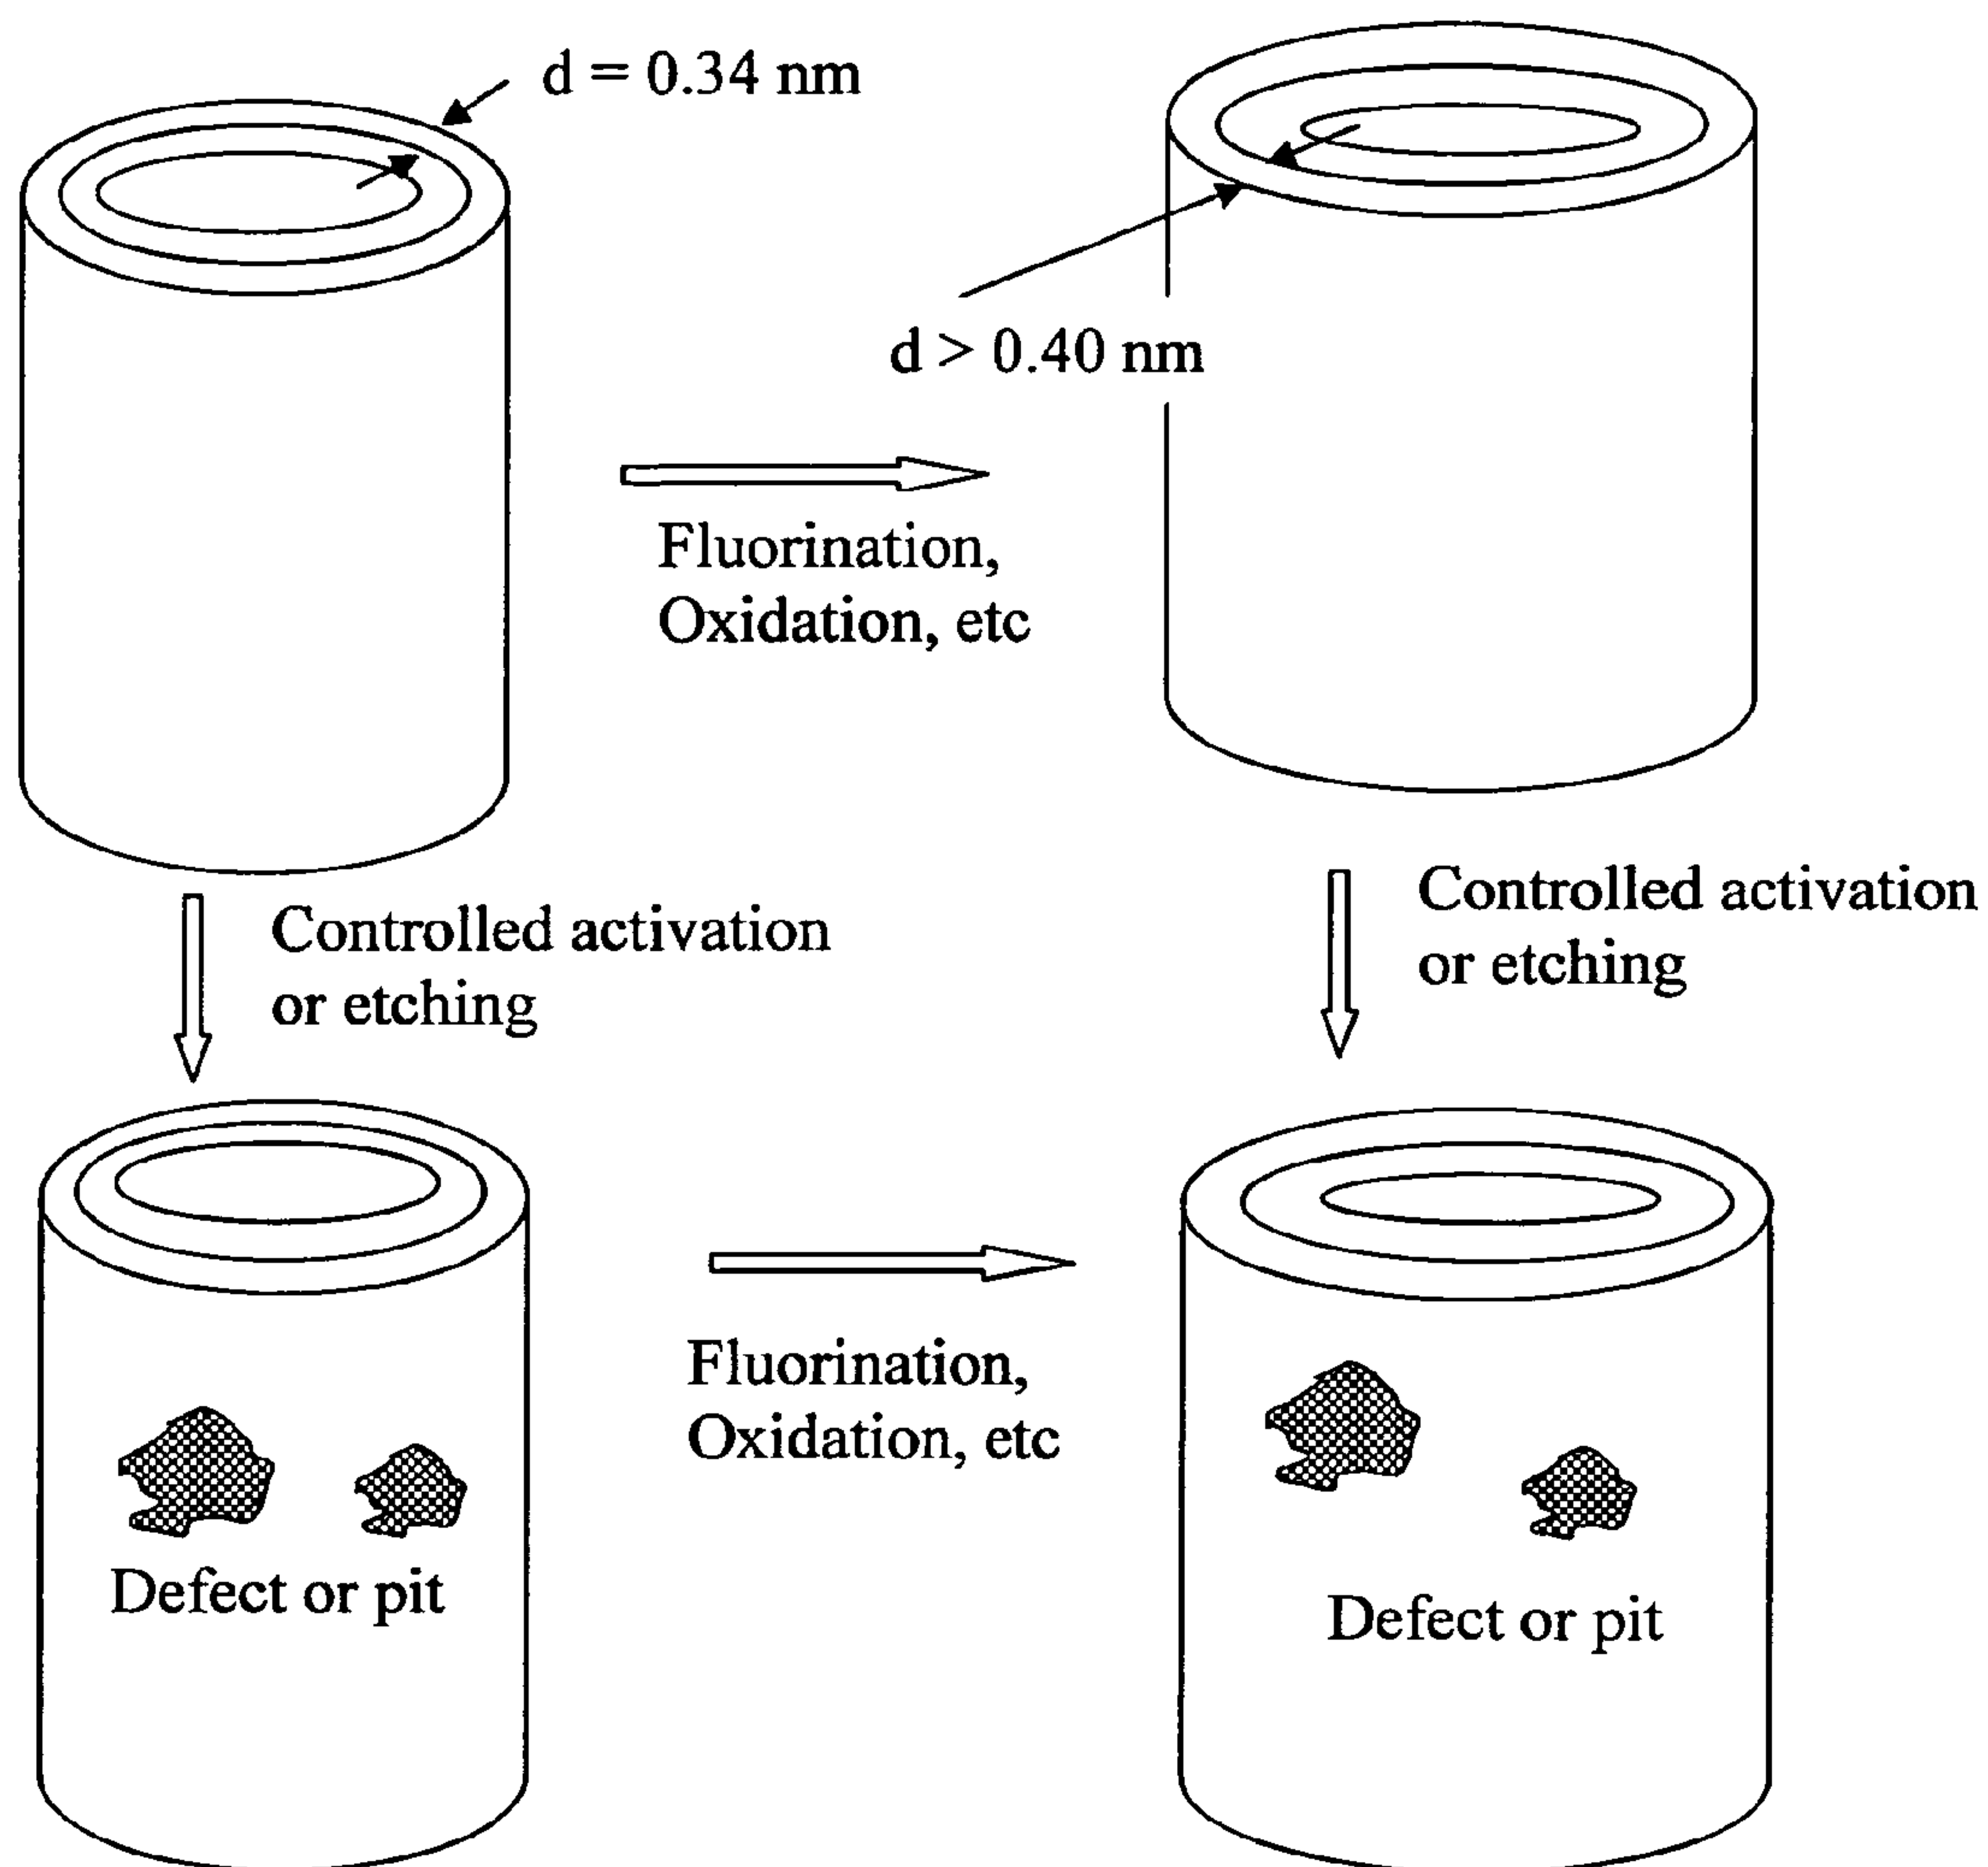 d = 0.34 nm
d > 0.40 nm
Fluorination,
Oxidation, etc
Controlled activation
or etching
Controlled activation
or etching
Fluorination,
Oxidation, etc
Defect or pit
Defect or pit